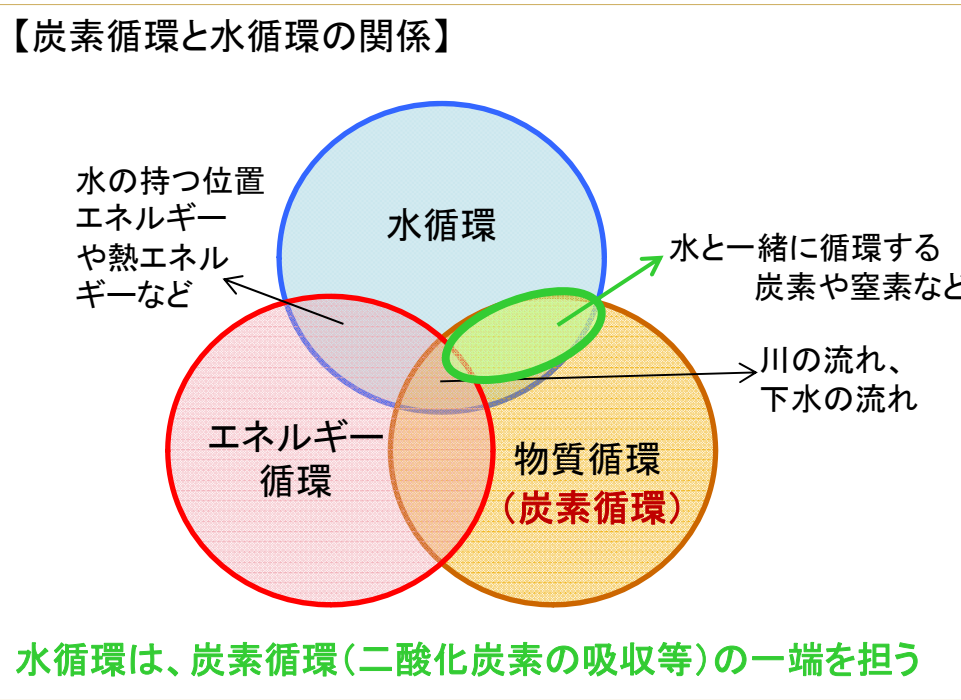 【炭素循環と水循環の関係】
水の持つ位置
エネルギー
や熱エネル
ギーなど
水循環
水と一緒に循環する
炭素や窒素など
川の流れ、
下水の流れ
エネルギー
循環
物質循環
（炭素循環）
水循環は、炭素循環（二酸化炭素の吸収等）の一端を担う